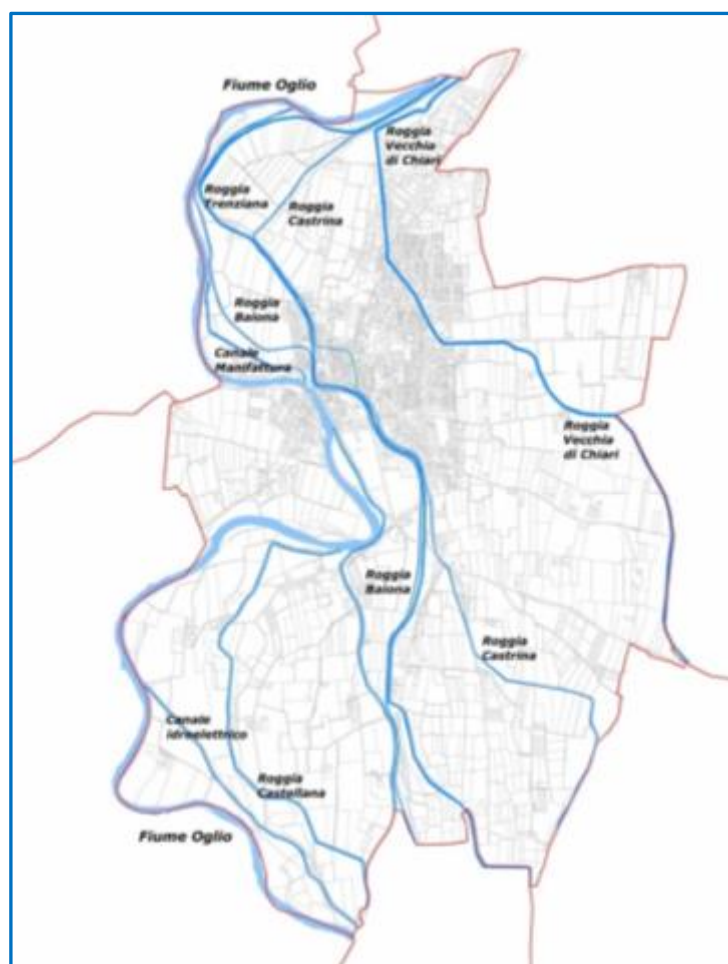 Fiume Oglio
Roggia
Vecchia
di Chiari
Roggia
Trenziana
Roggia
Castrina
Roggia
Baiona
Canale
Manifattura
Roggia
Vecchia
di Chiari
Roggia
Baiona
Roggia
Castrina
Canale
idroelettrico
Roggia
Castellana
Fiume Oglio